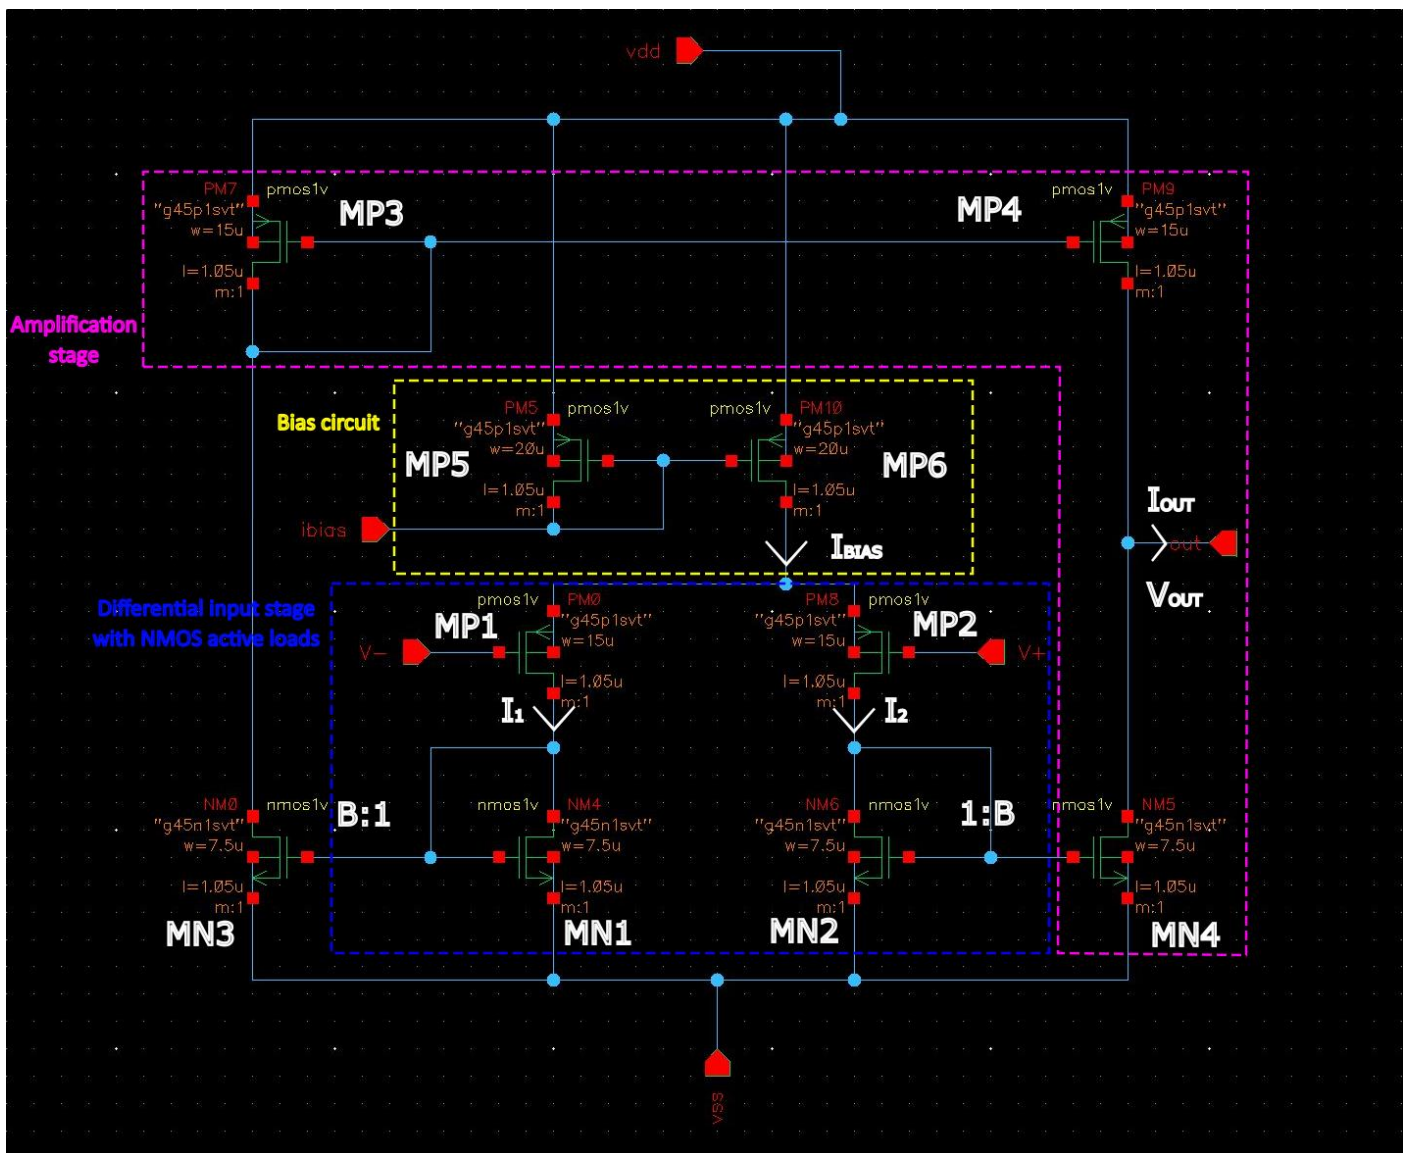 vdd
PM7
pmos1v
"g45p1svt"
w=15u
l=1.05u
m:1
MP3
MP4
pmos1v
PM9
"g45p1svt"
w=15u
l=1.05u
m:1
Amplification
stage
Bias circuit
PM5
pmos1v
"g45p1svt"
w=20u
l=1.05u
m:1
MP5
pmos1v
PM10
"g45p1svt"
w=20u
l=1.05u
m:1
MP6
ibias
IBIAS
IOUT
out
VOUT
Differential input stage
with NMOS active loads
pmos1v
PM0
"g45p1svt"
w=15u
l=1.05u
m:1
MP1
V-
PM8
pmos1v
"g45p1svt"
w=15u
l=1.05u
m:1
MP2
V+
I1
I2
NM0
nmos1v
"g45n1svt"
w=7.5u
l=1.05u
m:1
MN3
B:1
nmos1v
NM4
"g45n1svt"
w=7.5u
l=1.05u
m:1
MN1
NM6
nmos1v
"g45n1svt"
w=7.5u
l=1.05u
m:1
MN2
1:B
nmos1v
NM5
"g45n1svt"
w=7.5u
l=1.05u
m:1
MN4
vss